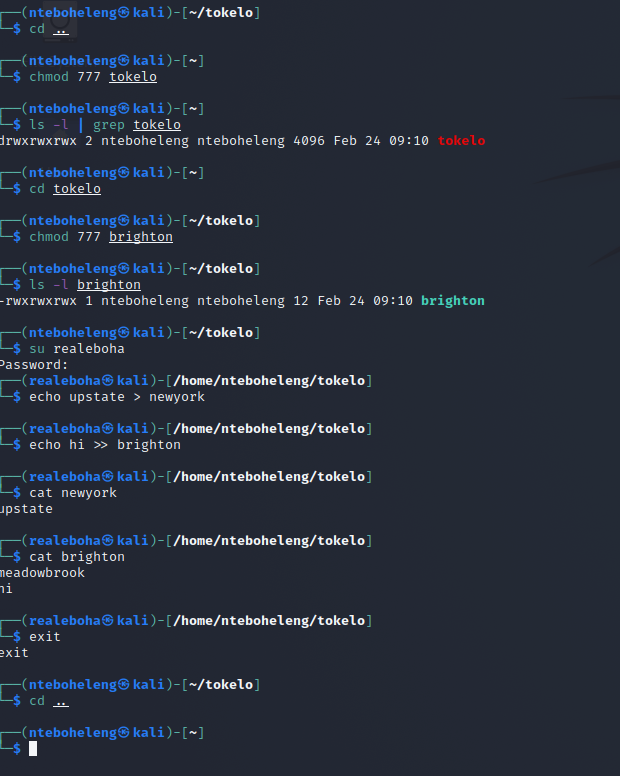 ┌──(nteboheleng㉿kali)-[~/tokelo]
└─$ cd ..
┌──(nteboheleng㉿kali)-[~]
└─$ chmod 777 tokelo
┌──(nteboheleng㉿kali)-[~]
└─$ ls -l | grep tokelo
drwxrwxrwx 2 nteboheleng nteboheleng 4096 Feb 24 09:10 tokelo
┌──(nteboheleng㉿kali)-[~]
└─$ cd tokelo
┌──(nteboheleng㉿kali)-[~/tokelo]
└─$ chmod 777 brighton
┌──(nteboheleng㉿kali)-[~/tokelo]
└─$ ls -l brighton
-rwxrwxrwx 1 nteboheleng nteboheleng 12 Feb 24 09:10 brighton
┌──(nteboheleng㉿kali)-[~/tokelo]
└─$ su realeboha
Password:
┌──(realeboha㉿kali)-[/home/nteboheleng/tokelo]
└─$ echo upstate > newyork
┌──(realeboha㉿kali)-[/home/nteboheleng/tokelo]
└─$ echo hi >> brighton
┌──(realeboha㉿kali)-[/home/nteboheleng/tokelo]
└─$ cat newyork
upstate
┌──(realeboha㉿kali)-[/home/nteboheleng/tokelo]
└─$ cat brighton
meadowbrook
hi
┌──(realeboha㉿kali)-[/home/nteboheleng/tokelo]
└─$ exit
exit
┌──(nteboheleng㉿kali)-[~/tokelo]
└─$ cd ..
┌──(nteboheleng㉿kali)-[~]
└─$